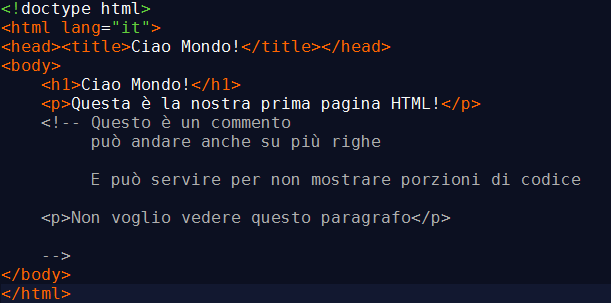 <!doctype html>
<html lang="it">
<head><title>Ciao Mondo!</title></head>
<body>
<h1>Ciao Mondo!</h1>
<p>Questa è la nostra prima pagina HTML!</p>
<!-- Questo è un commento
può andare anche su più righe
E può servire per non mostrare porzioni di codice
<p>Non voglio vedere questo paragrafo</p>
-->
</body>
</html>